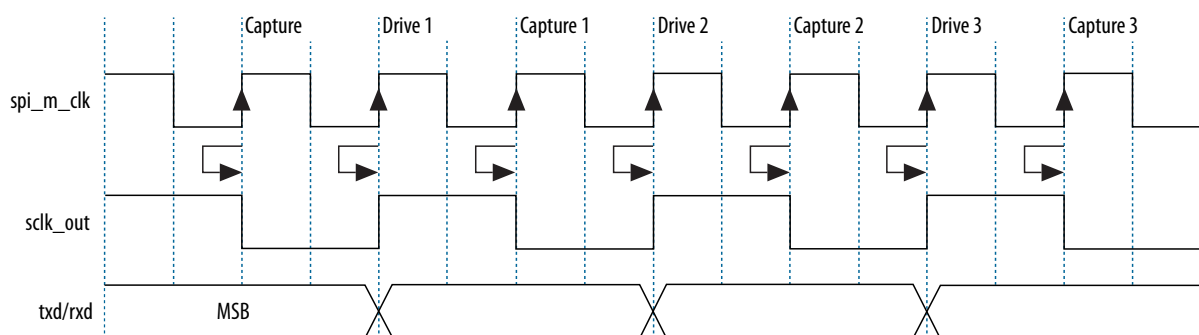 Capture Drive 1 Capture 1 Drive 2 Capture 2 Drive 3 Capture 3
spi_m_clk
sclk_out
txd/rxd MSB